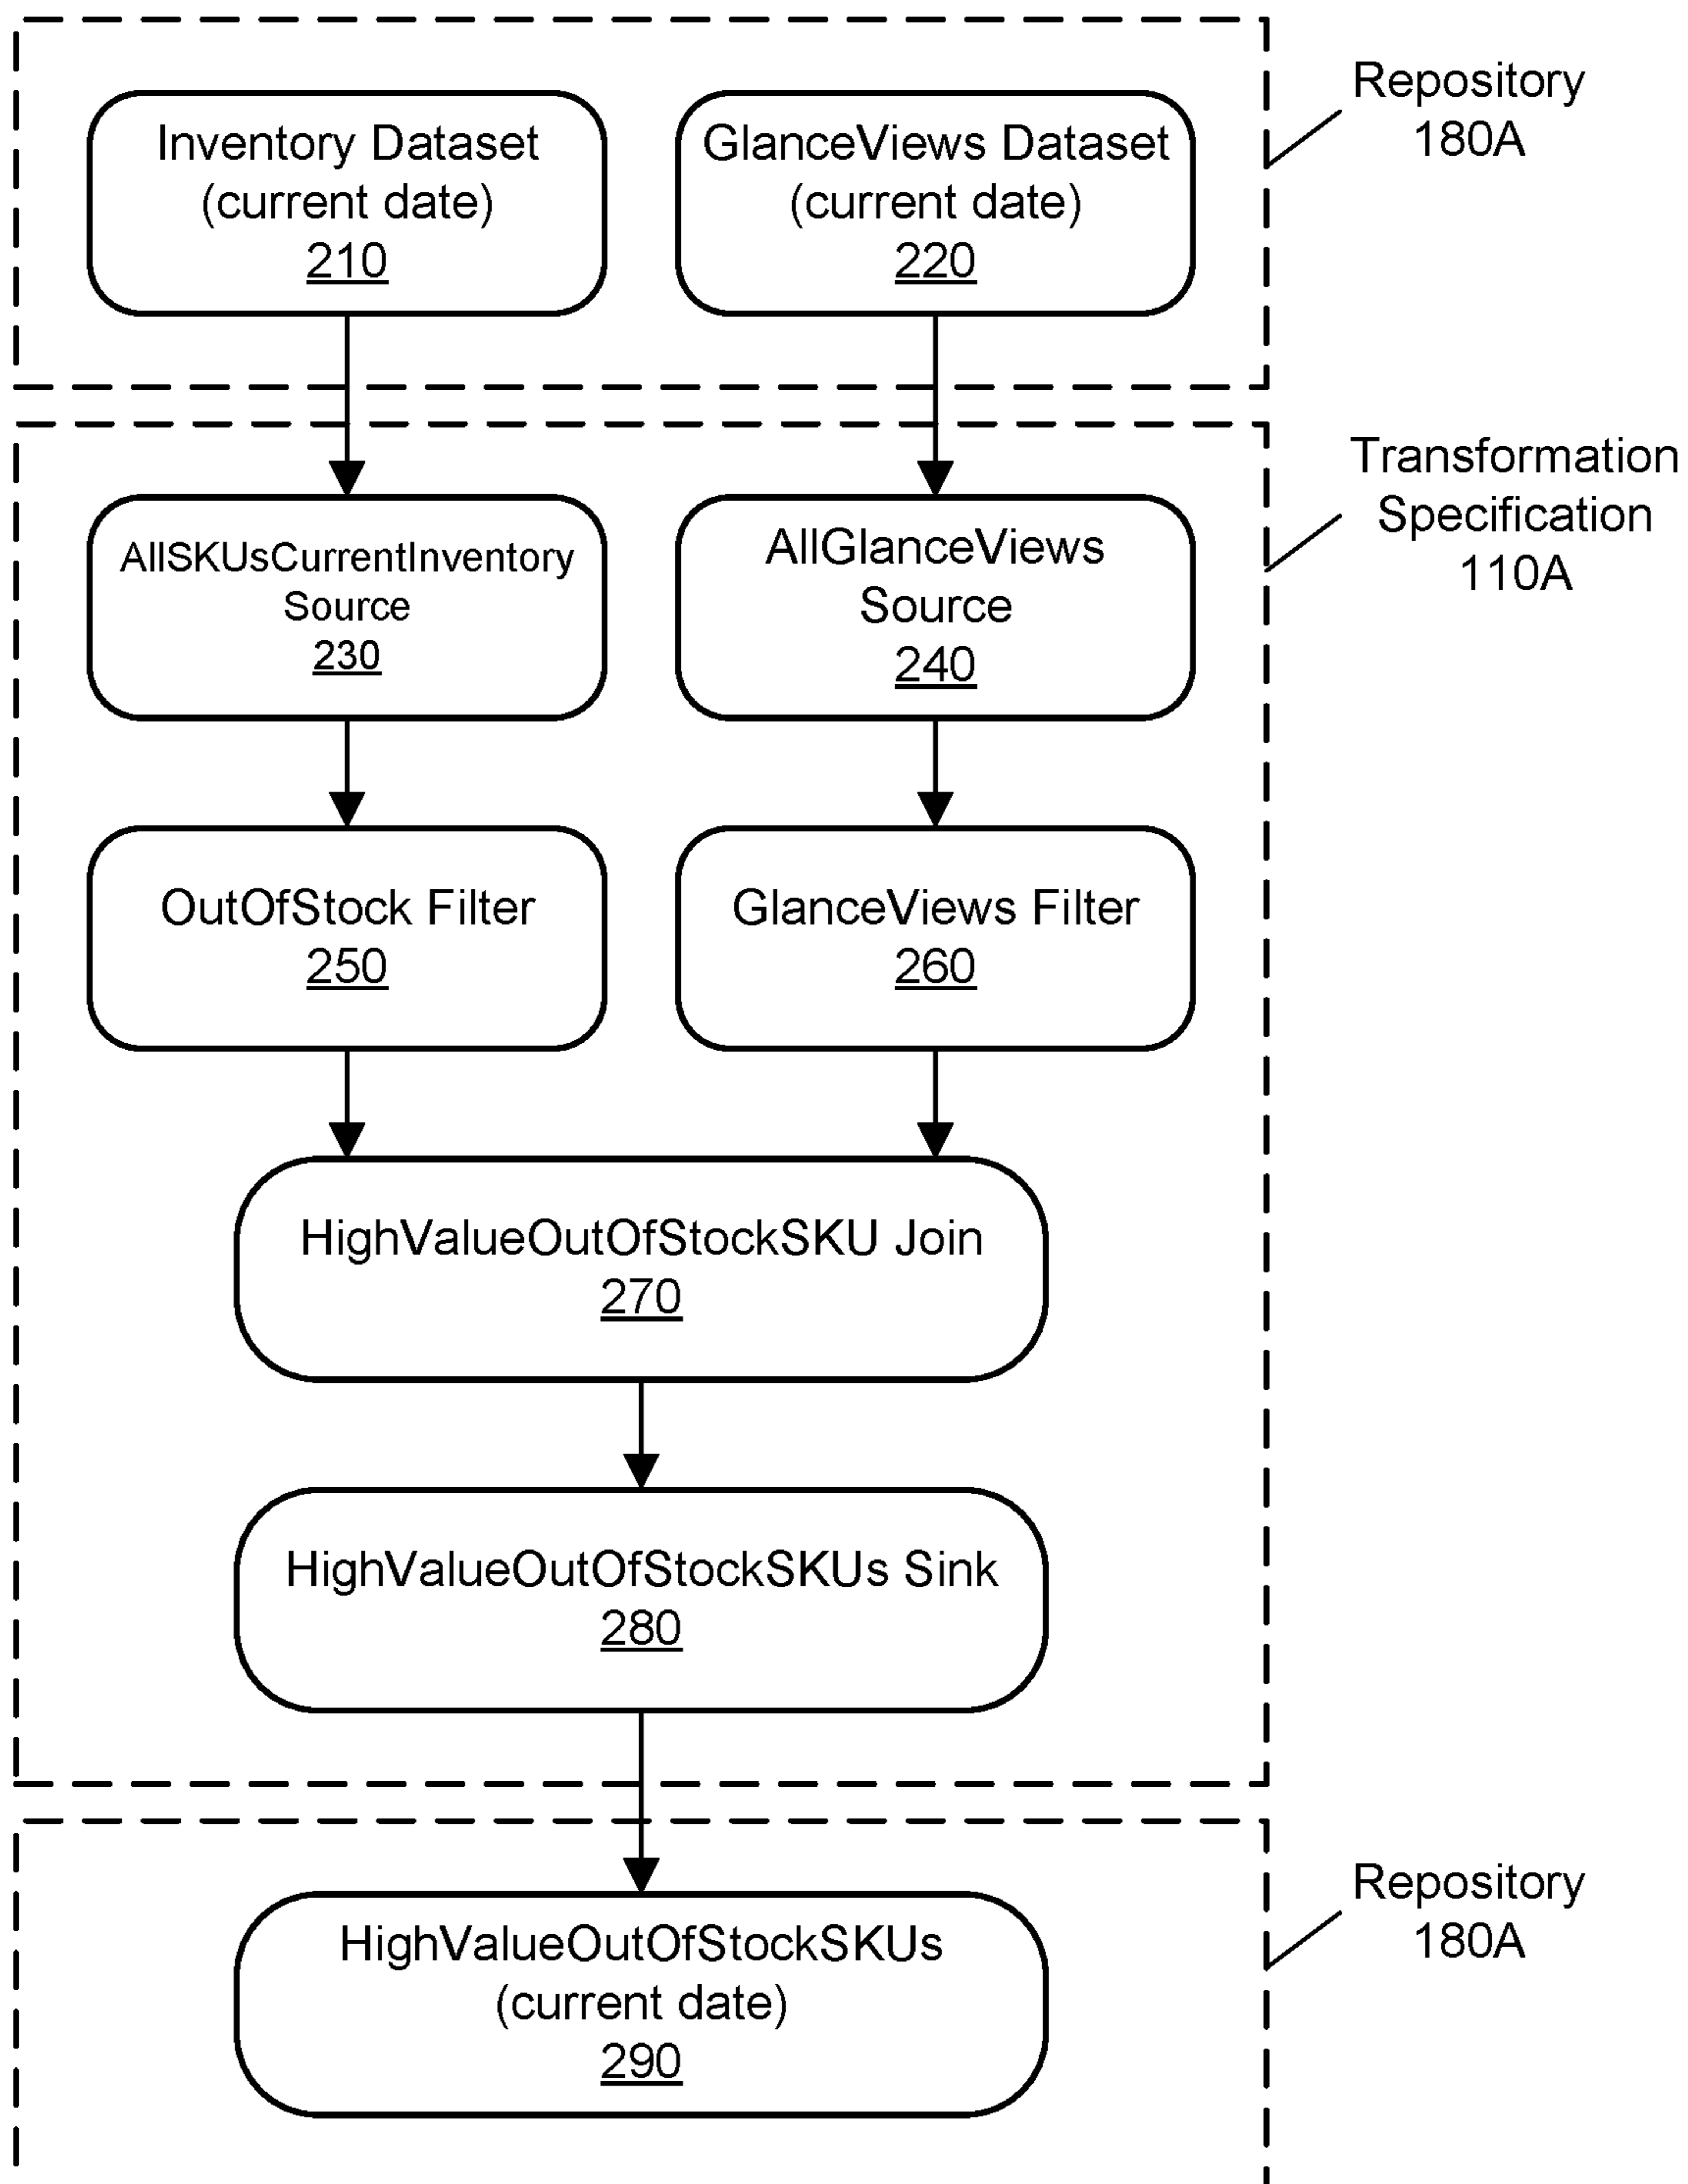 Inventory Dataset
(current date)
210
GlanceViews Dataset
(current date)
220
Repository
180A
AllSKUsCurrentInventory
Source
230
AllGlanceViews
Source
240
Transformation
Specification
110A
OutOfStock Filter
250
GlanceViews Filter
260
HighValueOutOfStockSKU Join
270
HighValueOutOfStockSKUs Sink
280
HighValueOutOfStockSKUs
(current date)
290
Repository
180A